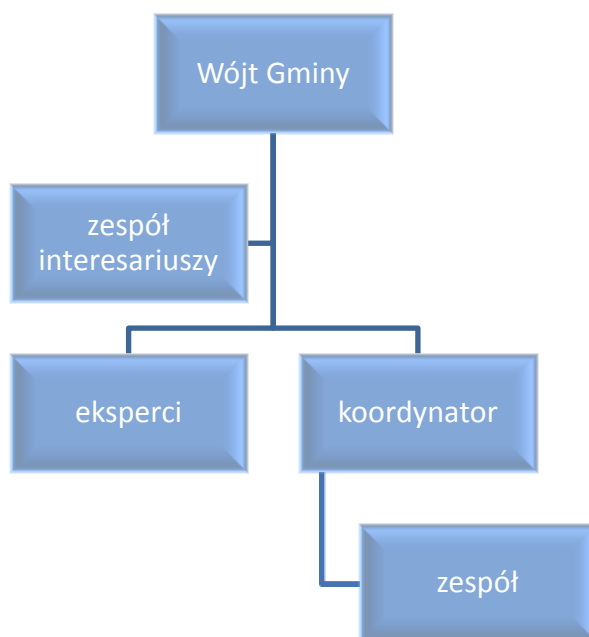 Wójt Gminy
zespół
interesariuszy
eksperci
koordynator
zespół